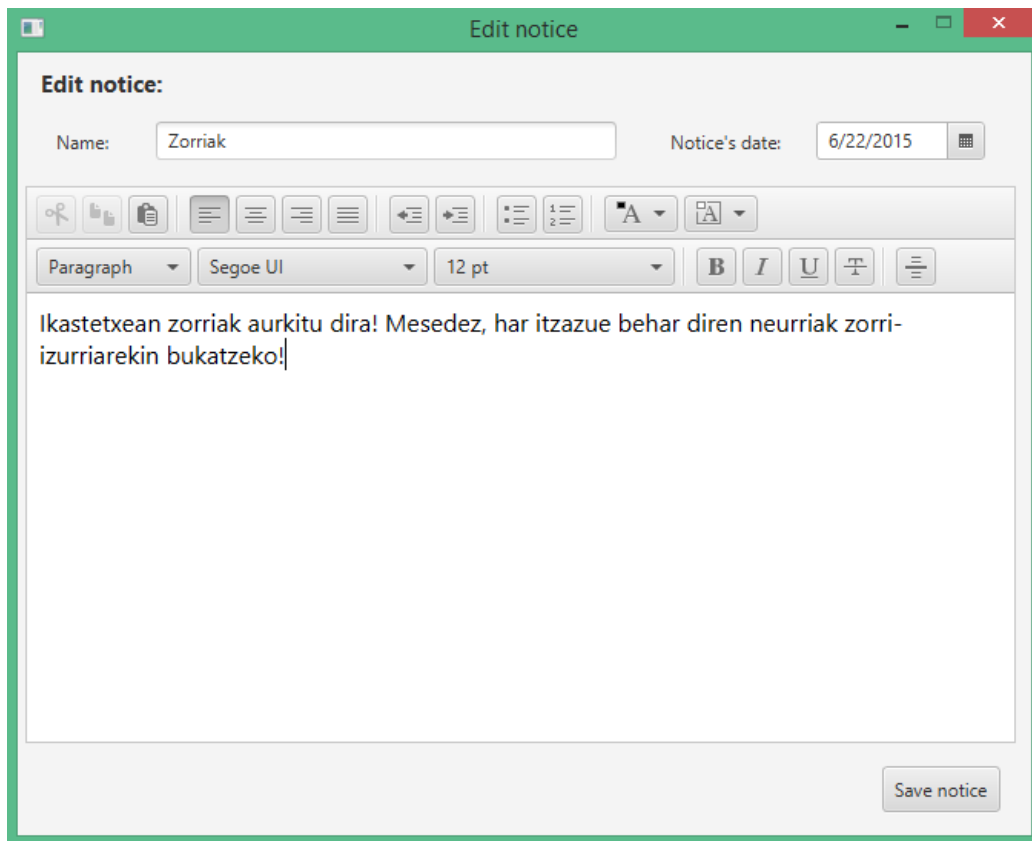 Edit notice
Edit notice:
Name: Zorriak Notice's date: 6/22/2015
Paragraph Segoe UI 12 pt B I U T
Ikastetxean zorriak aurkitu dira! Mesedez, har itzazue behar diren neurriak zorri-
izurriarekin bukatzeko!
Save notice